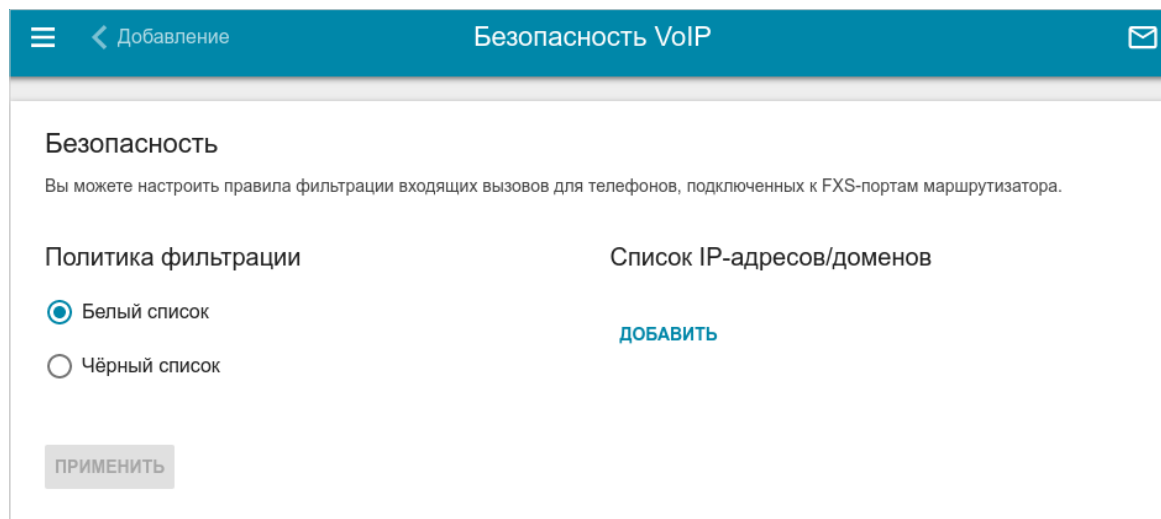 Добавление
Безопасность VoIP
Безопасность
Вы можете настроить правила фильтрации входящих вызовов для телефонов, подключенных к FXS-портам маршрутизатора.
Политика фильтрации
Белый список
Чёрный список
Список IP-адресов/доменов
ДОБАВИТЬ
ПРИМЕНИТЬ